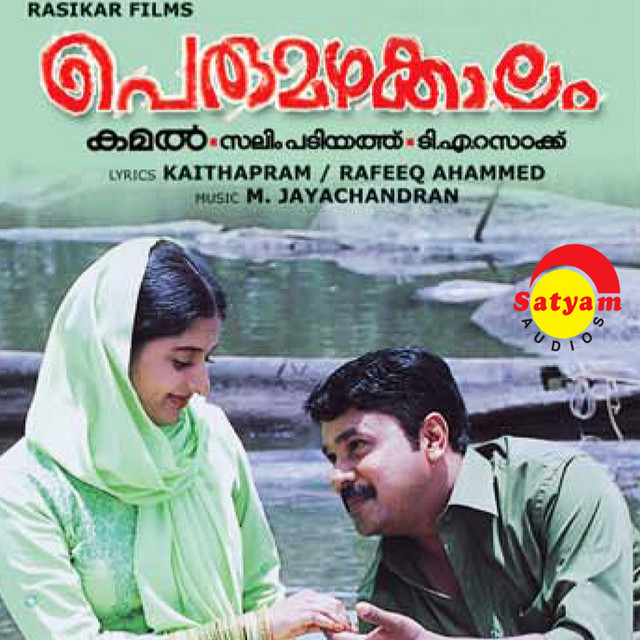 RASIKAR FILMS
പെരുമഴക്കാലം
കമൽ ▪ സലിം പടിയത്ത് ▪ ടി.എ.റസാക്ക്
LYRICS KAITHAPRAM / RAFEEQ AHAMMED
MUSIC M. JAYACHANDRAN
Satyam
AUDIOS